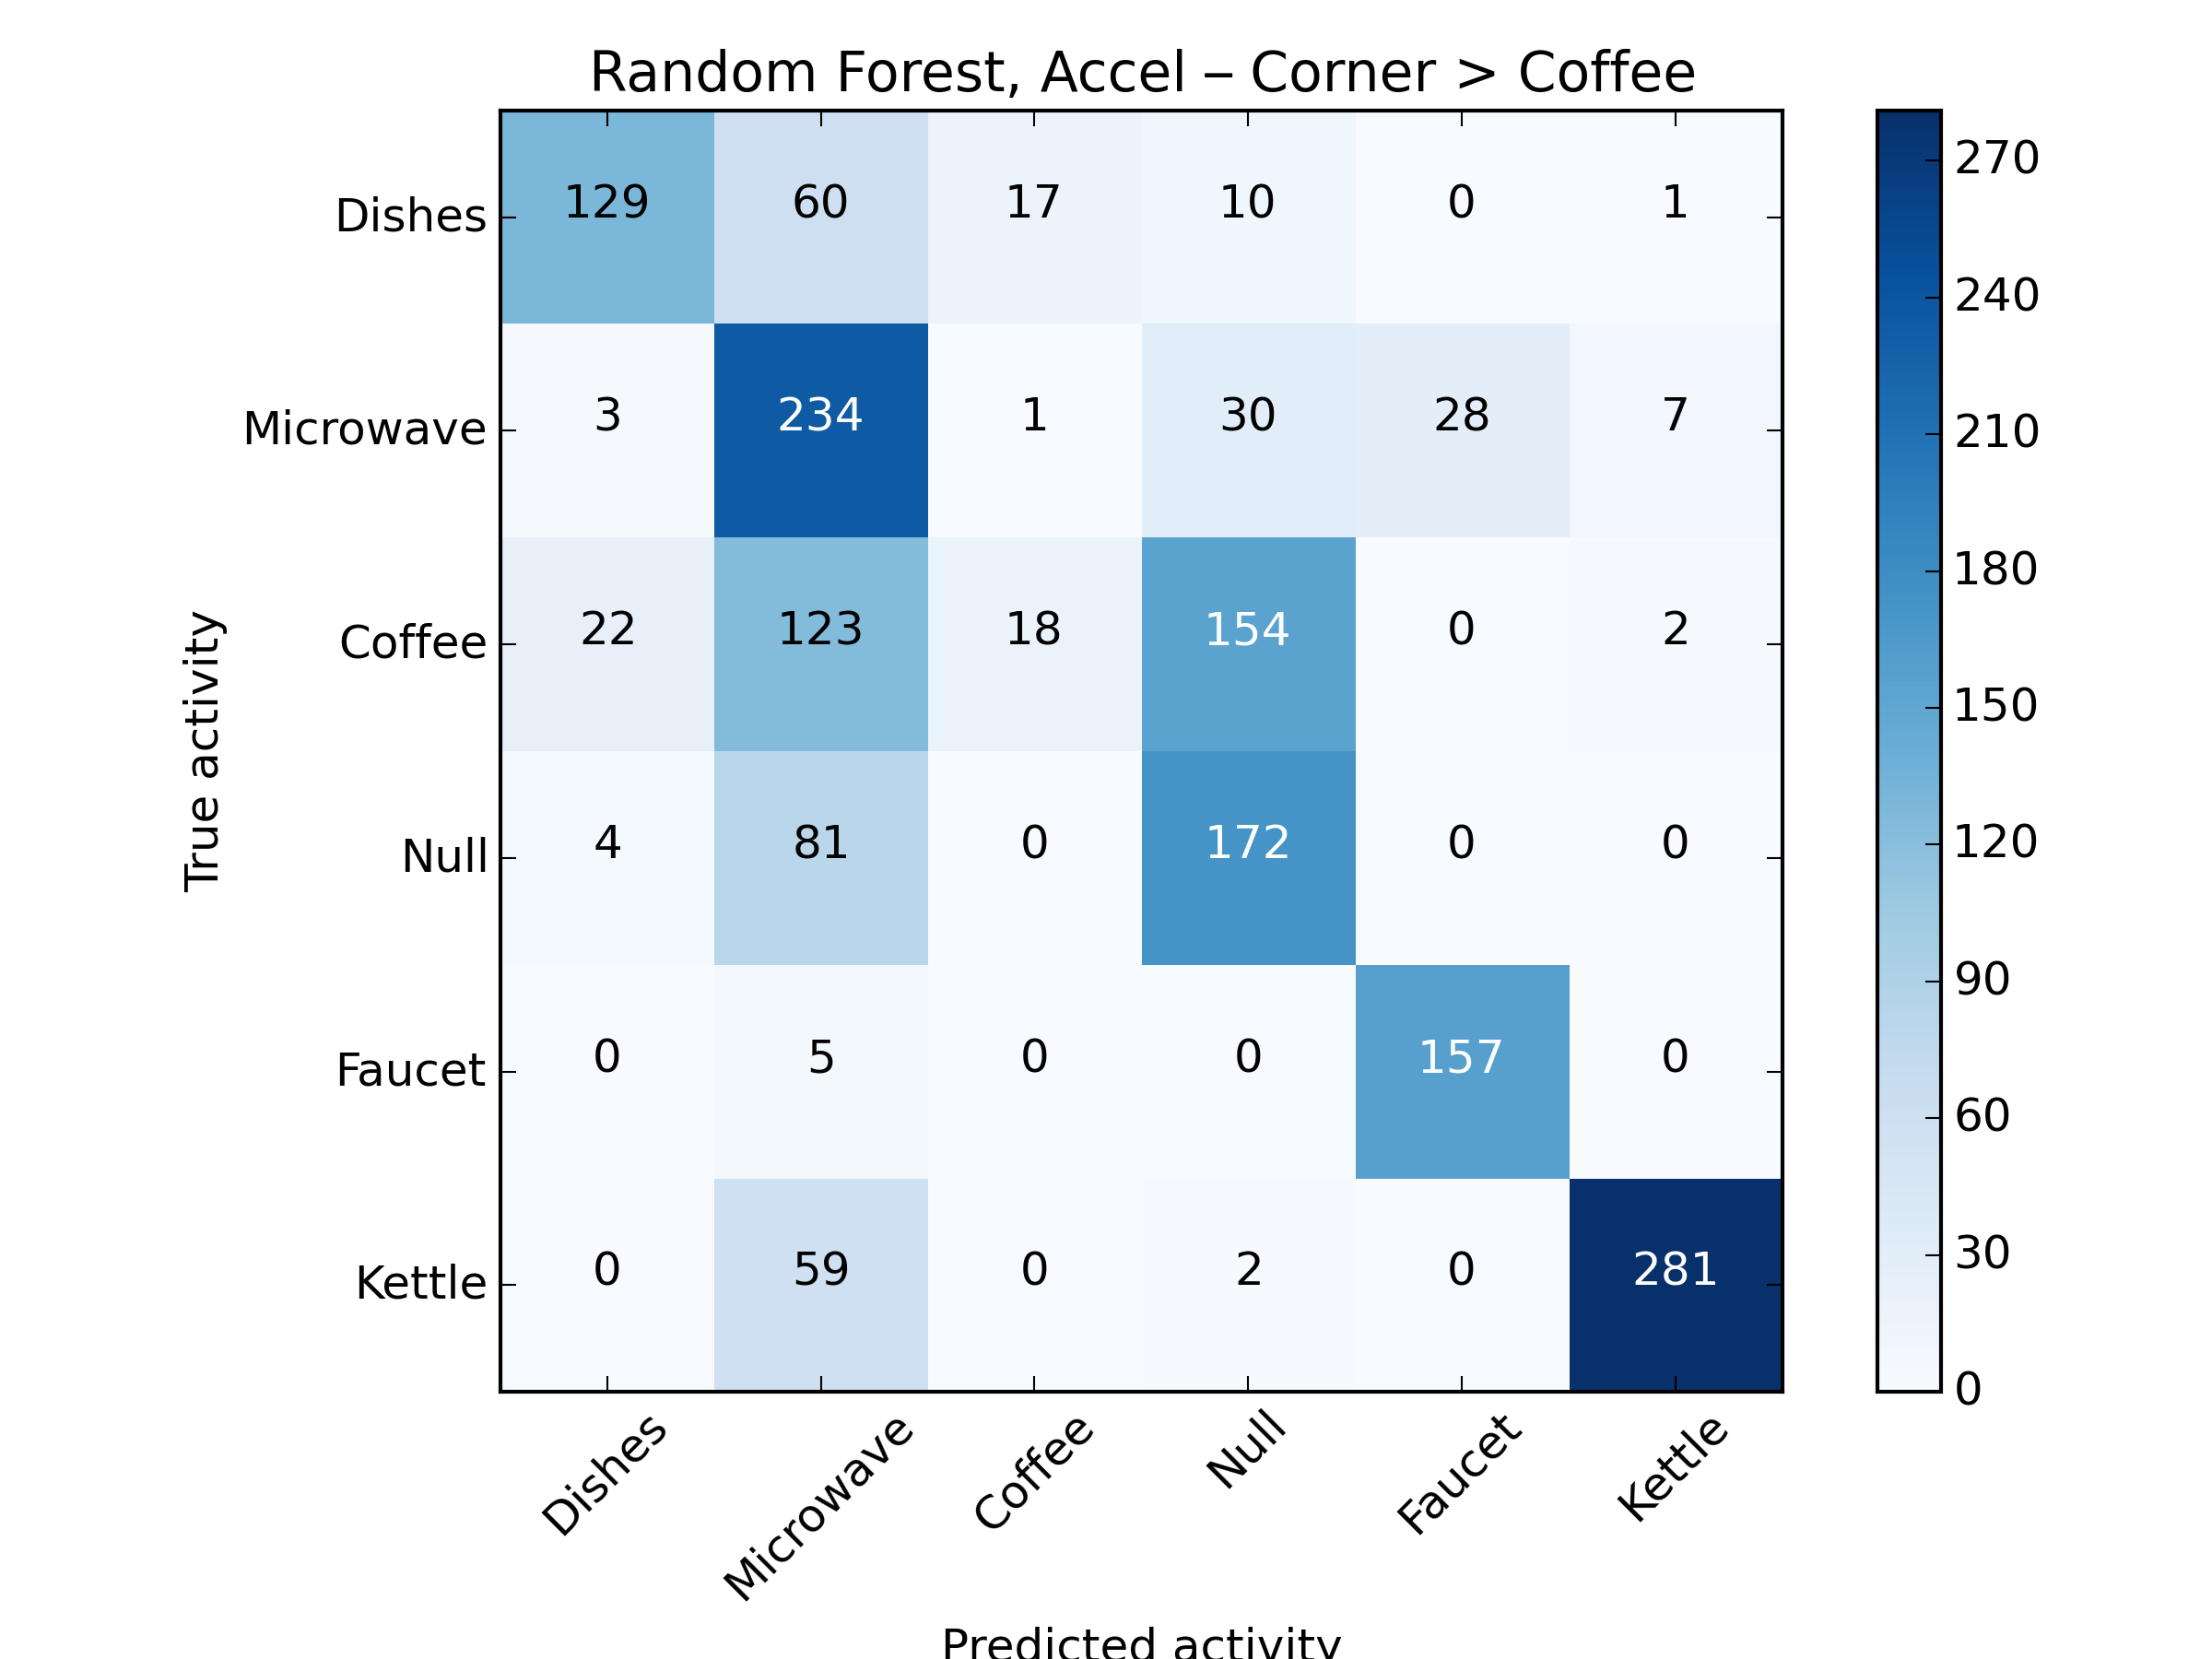 Random Forest, Accel – Corner > Coffee
Dishes 129 60 17 10 0 1
Microwave 3 234 1 30 28 7
Coffee 22 123 18 154 0 2
Null 4 81 0 172 0 0
Faucet 0 5 0 0 157 0
Kettle 0 59 0 2 0 281
True activity
Dishes Microwave Coffee Null Faucet Kettle
Predicted activity
270
240
210
180
150
120
90
60
30
0